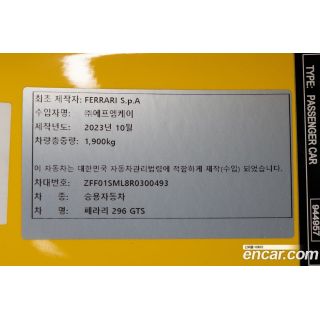 최초 제작자: FERRARI S.p.A
수입자명: ㈜에프엠케이
제작년도: 2023년 10월
차량총중량: 1,900kg
이 자동차는 대한민국 자동차관리법령에 적합하게 제작(수입) 되었습니다.
차대번호: ZFF01SML8R0300493
차 종: 승용자동차
차 명: 페라리 296 GTS
TYPE: PASSENGER CAR
944957
encar.com